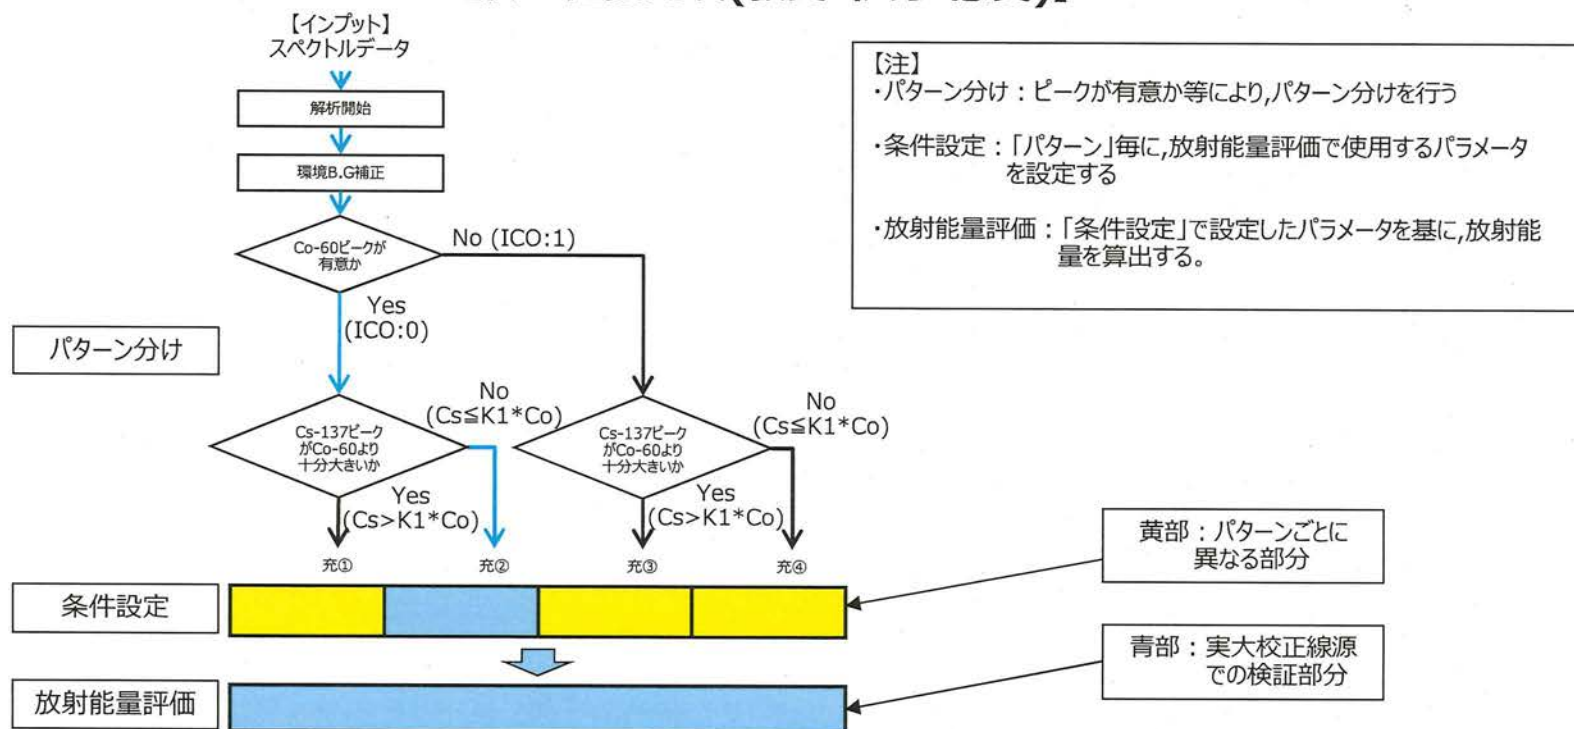 【インプット】
スペクトルデータ
解析開始
環境B.G補正
Co-60ピークが
有意か
No (ICO:1)
Yes
(ICO:0)
パターン分け
Cs-137ピーク
がCo-60より
十分大きいか
No
(Cs≦K1*Co)
Yes
(Cs>K1*Co)
Cs-137ピーク
がCo-60より
十分大きいか
No
(Cs≦K1*Co)
Yes
(Cs>K1*Co)
充①
充②
充③
充④
条件設定
放射能量評価
【注】
・パターン分け：ピークが有意か等により,パターン分けを行う
・条件設定：「パターン」毎に,放射能量評価で使用するパラメータ
を設定する
・放射能量評価：「条件設定」で設定したパラメータを基に,放射能
量を算出する。
黄部：パターンごとに
異なる部分
青部：実大校正線源
での検証部分